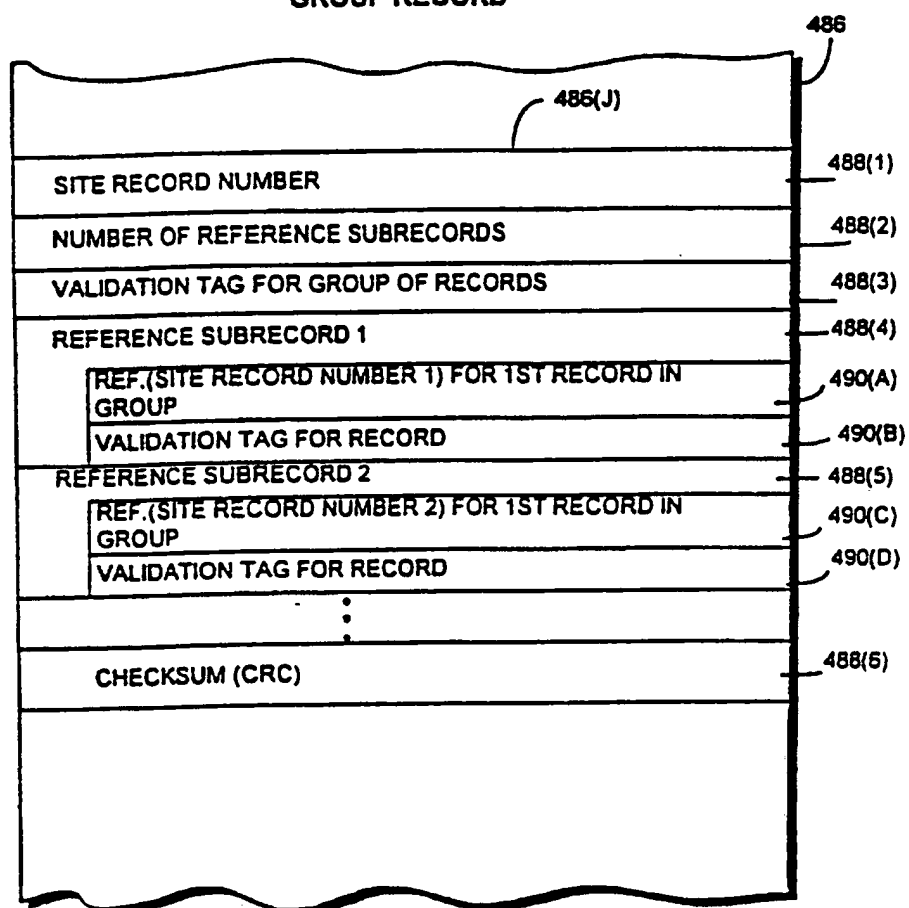 GROUP RECORD
486
486(J)
SITE RECORD NUMBER
488(1)
NUMBER OF REFERENCE SUBRECORDS
488(2)
VALIDATION TAG FOR GROUP OF RECORDS
488(3)
REFERENCE SUBRECORD 1
488(4)
REF.(SITE RECORD NUMBER 1) FOR 1ST RECORD IN
GROUP
490(A)
VALIDATION TAG FOR RECORD
490(B)
REFERENCE SUBRECORD 2
488(5)
REF.(SITE RECORD NUMBER 2) FOR 1ST RECORD IN
GROUP
490(C)
VALIDATION TAG FOR RECORD
490(D)
CHECKSUM (CRC)
488(6)